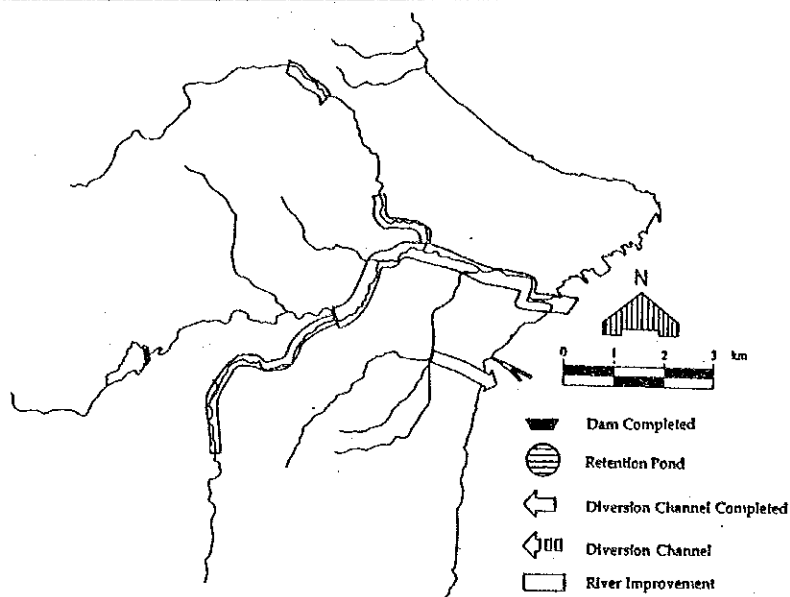 N
0 1 2 3 km
Dam Completed
Retention Pond
Diversion Channel Completed
Diversion Channel
River Improvement